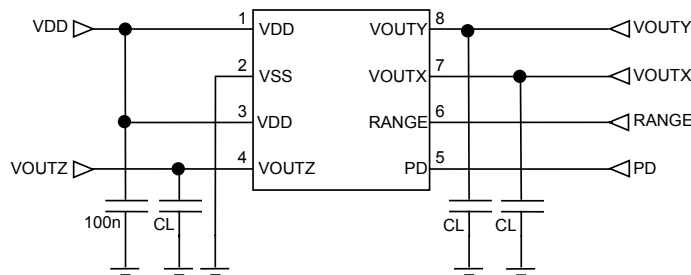 VDD 1 VDD VOUTY 8 VOUTY
2 VSS VOUTX 7 VOUTX
3 VDD RANGE 6 RANGE
VOUTZ 4 VOUTZ PD 5 PD
100n CL CL CL